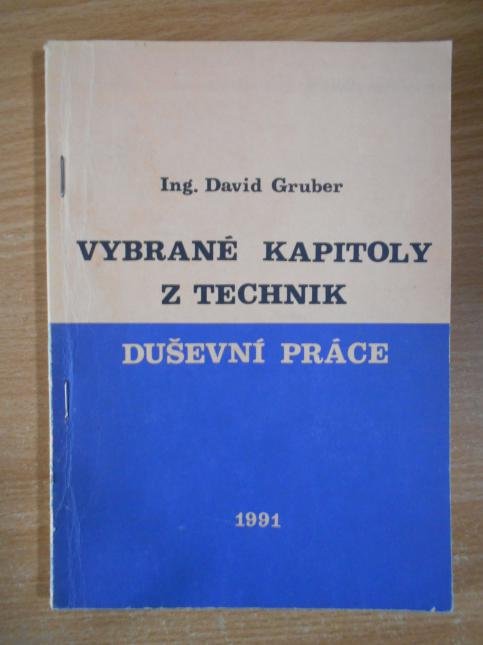 Ing. David Gruber
VYBRANÉ KAPITOLY
Z TECHNIK
DUŠEVNÍ PRÁCE
1991